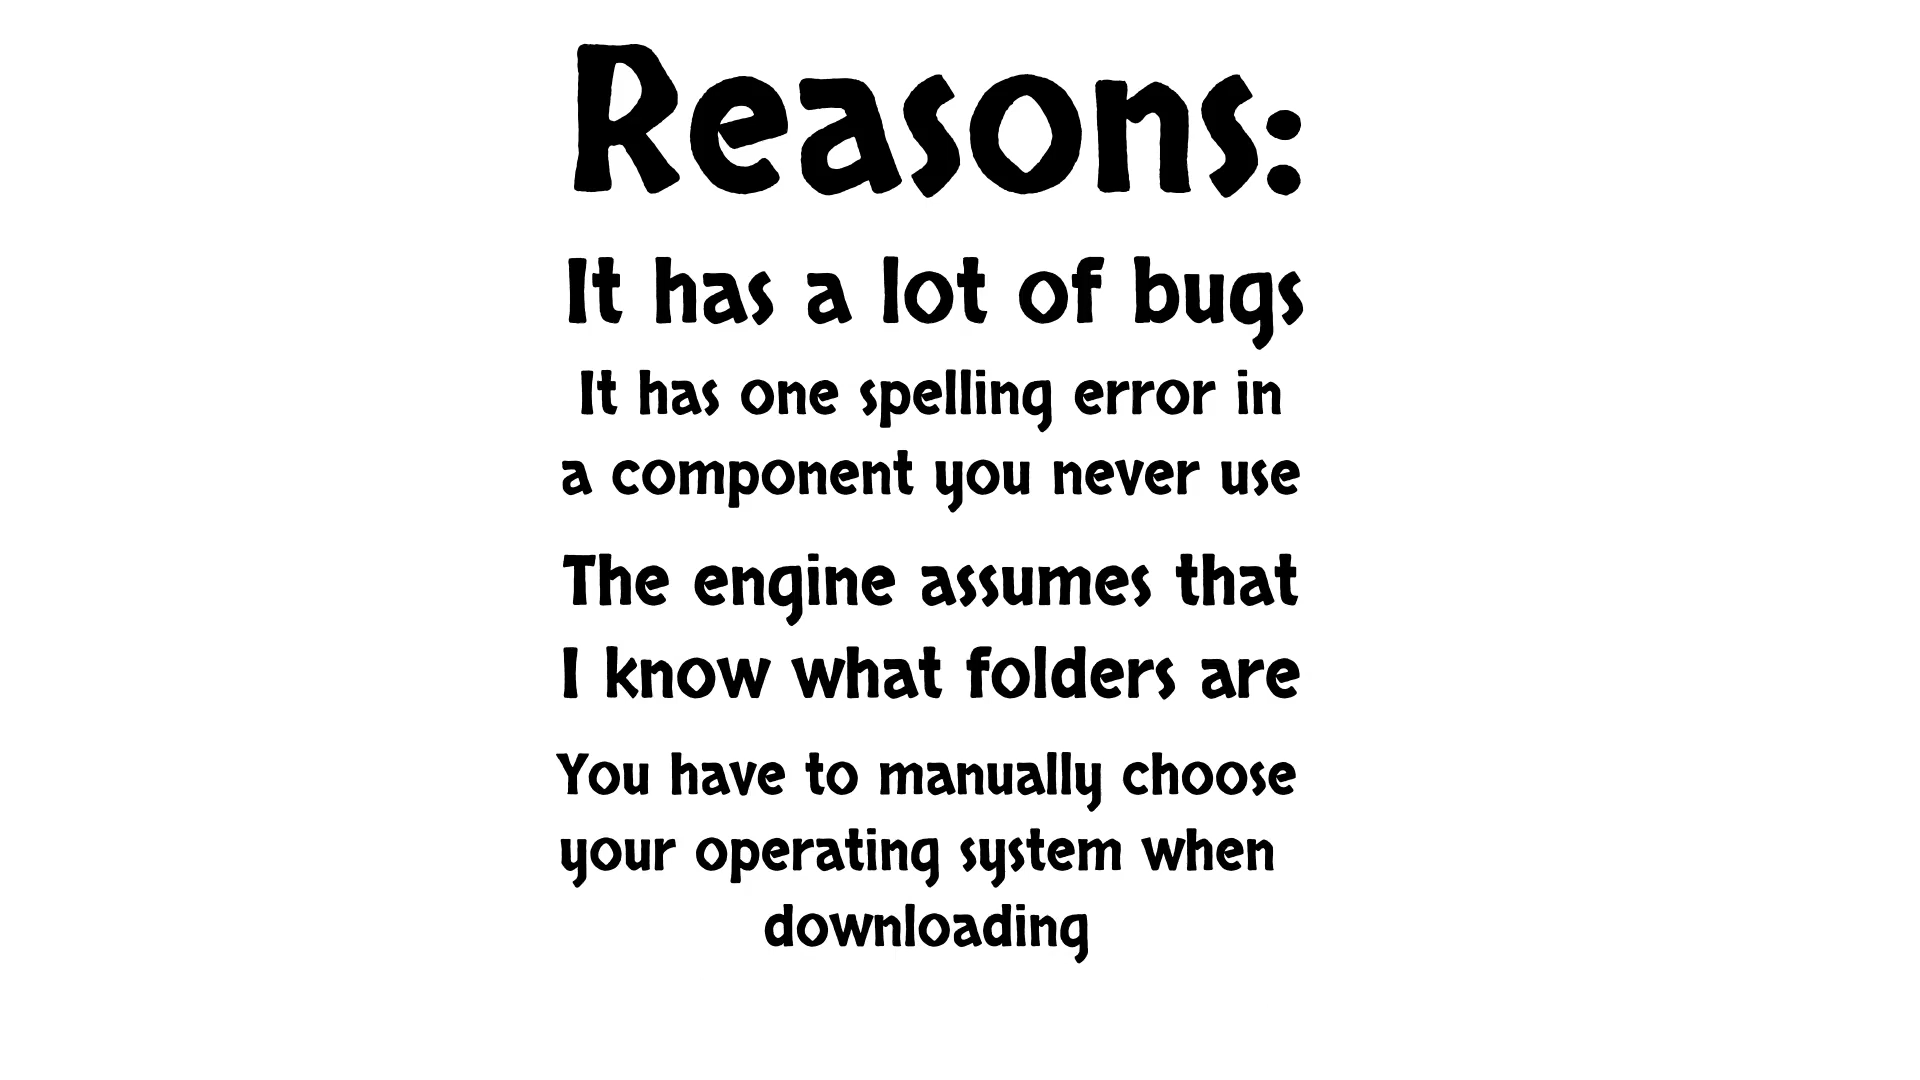 Reasons:
It has a lot of bugs
It has one spelling error in
a component you never use
The engine assumes that
I know what folders are
You have to manually choose
your operating system when
downloading